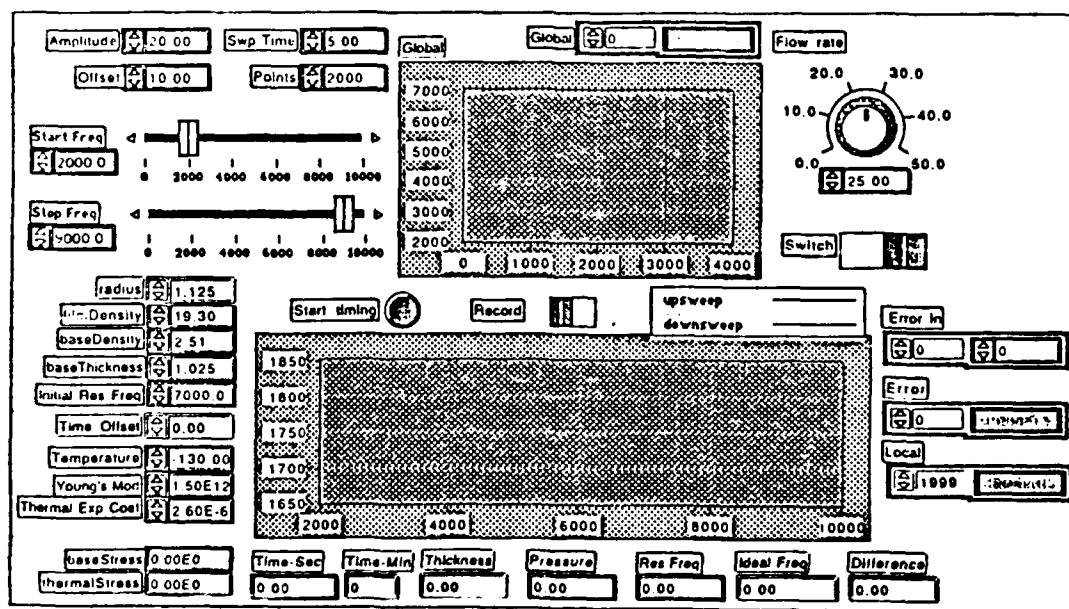 Amplitude 20.00 Swp Time 5.00
Offset 10.00 Points 2000
Global
Global 0
Flow rate
7000
6000
5000
4000
3000
2000
0 1000 2000 3000 4000
20.0 30.0
10.0 40.0
0.0 50.0
25.00
Start Freq
2000.0
0 2000 4000 6000 8000 10000
Stop Freq
9000.0
0 2000 4000 6000 8000 10000
Switch
radius 1.125
Density 19.30
baseDensity 2.51
baseThickness 1.025
Initial Res Freq 7000.0
Time Offset 0.00
Temperature -130.00
Young's Mod 1.50E12
Thermal Exp Coef 2.60E-6
baseStress 0.00E0
thermalStress 0.00E0
Start timing
Record
upsweep
downsweep
1850
1800
1750
1700
1650
2000 4000 6000 8000 10000
Error In
0 0
Error
0
Local
1999
Time-Sec Time-Min Thickness Pressure Res Freq Ideal Freq Difference
0.00 0 0.00 0.00 0.00 0.00 0.00